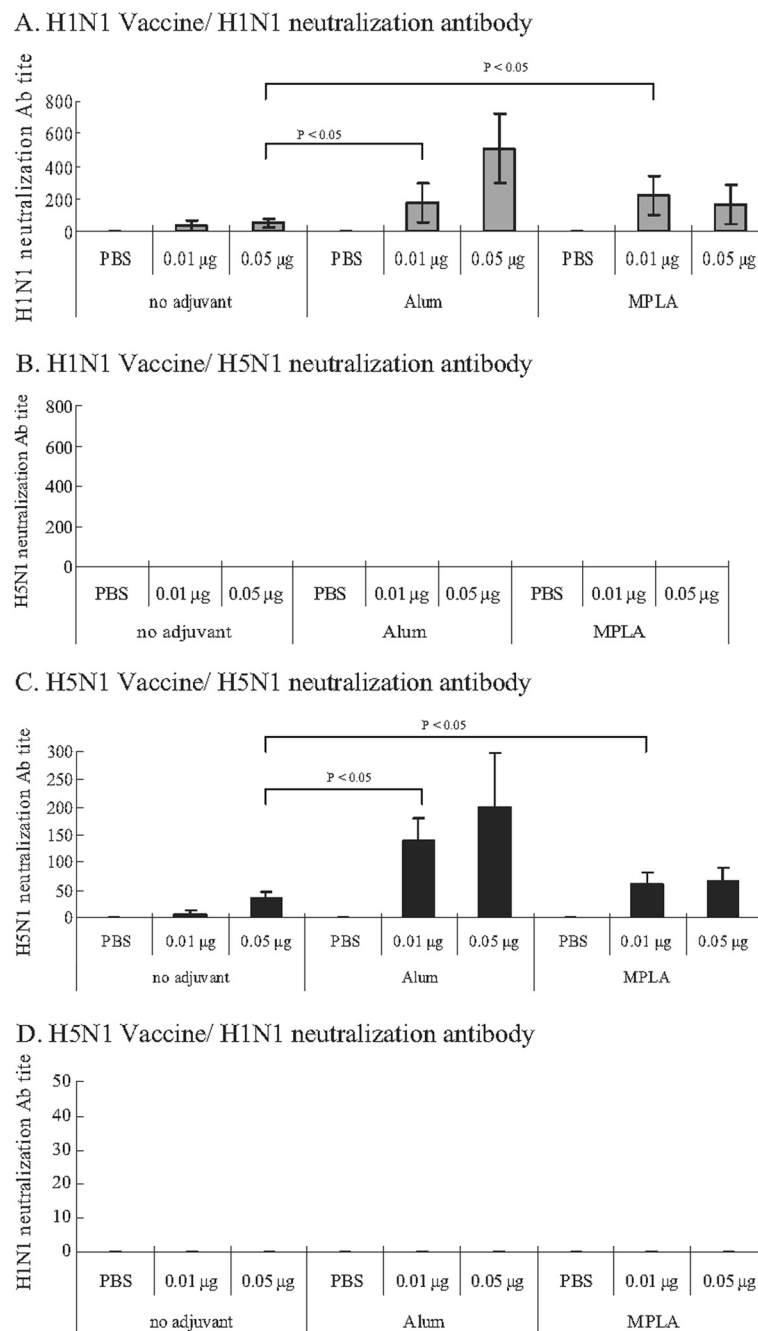 A. H1N1 Vaccine/ H1N1 neutralization antibody
H1N1 neutralization Ab tite
P < 0.05
P < 0.05
800
600
400
200
0
PBS 0.01 µg 0.05 µg PBS 0.01 µg 0.05 µg PBS 0.01 µg 0.05 µg
no adjuvant Alum MPLA
B. H1N1 Vaccine/ H5N1 neutralization antibody
H5N1 neutralization Ab tite
800
600
400
200
0
PBS 0.01 µg 0.05 µg PBS 0.01 µg 0.05 µg PBS 0.01 µg 0.05 µg
no adjuvant Alum MPLA
C. H5N1 Vaccine/ H5N1 neutralization antibody
H5N1 neutralization Ab tite
P < 0.05
P < 0.05
300
250
200
150
100
50
0
PBS 0.01 µg 0.05 µg PBS 0.01 µg 0.05 µg PBS 0.01 µg 0.05 µg
no adjuvant Alum MPLA
D. H5N1 Vaccine/ H1N1 neutralization antibody
H1N1 neutralization Ab tite
50
40
30
20
10
0
PBS 0.01 µg 0.05 µg PBS 0.01 µg 0.05 µg PBS 0.01 µg 0.05 µg
no adjuvant Alum MPLA